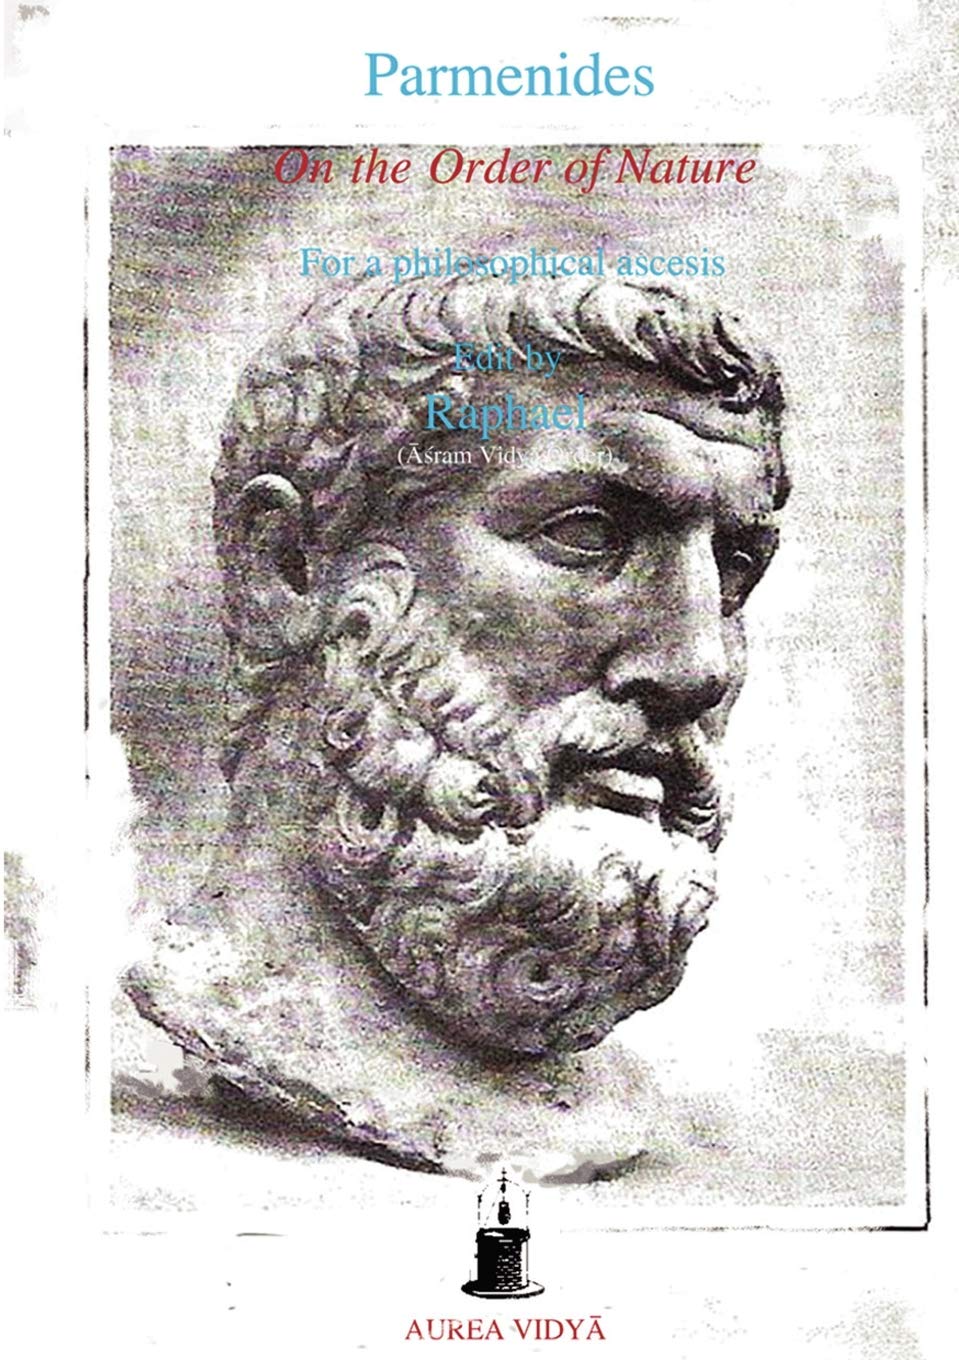 Parmenides
On the Order of Nature
For a philosophical ascesis
Edit by
Raphael
(Āśram Vidyā Order)
AUREA VIDYĀ